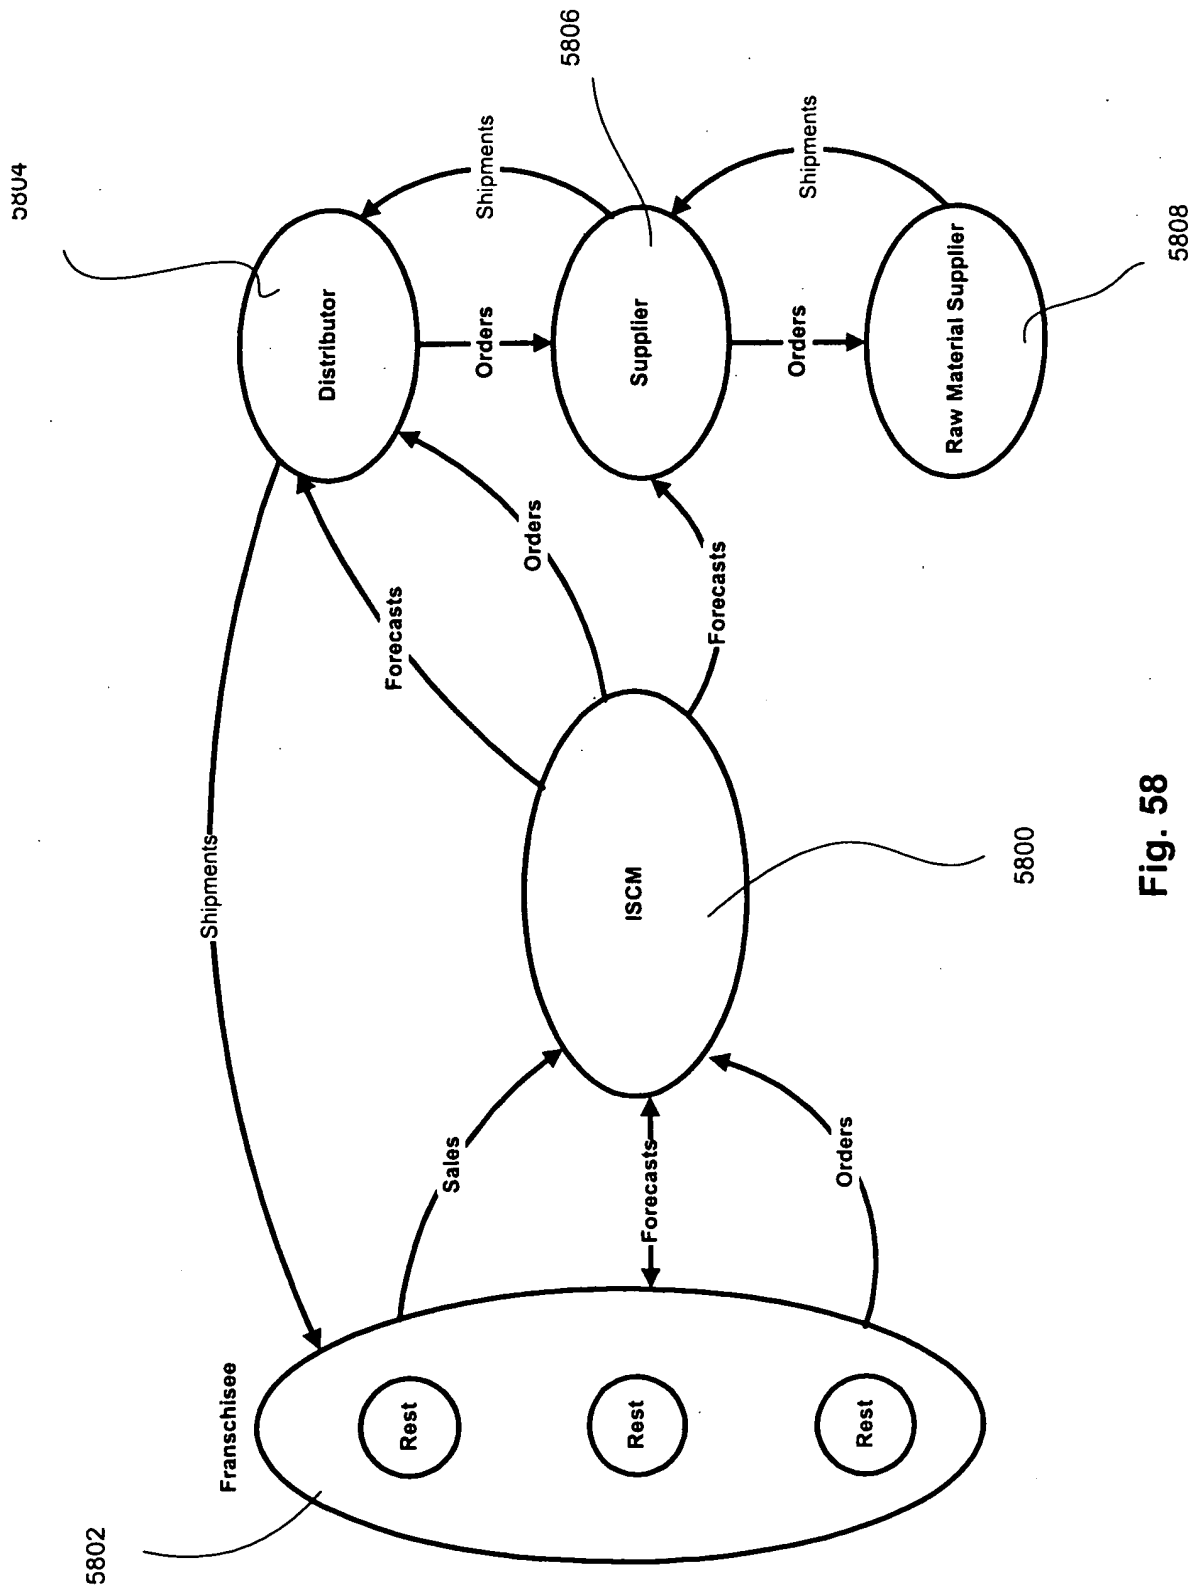 5802
Franschisee
Rest
Rest
Rest
Shipments
Sales
Forecasts
Orders
ISCM
5800
Forecasts
Orders
Forecasts
5804
Distributor
Orders
Shipments
Supplier
5806
Orders
Shipments
Raw Material Supplier
5808
Fig. 58